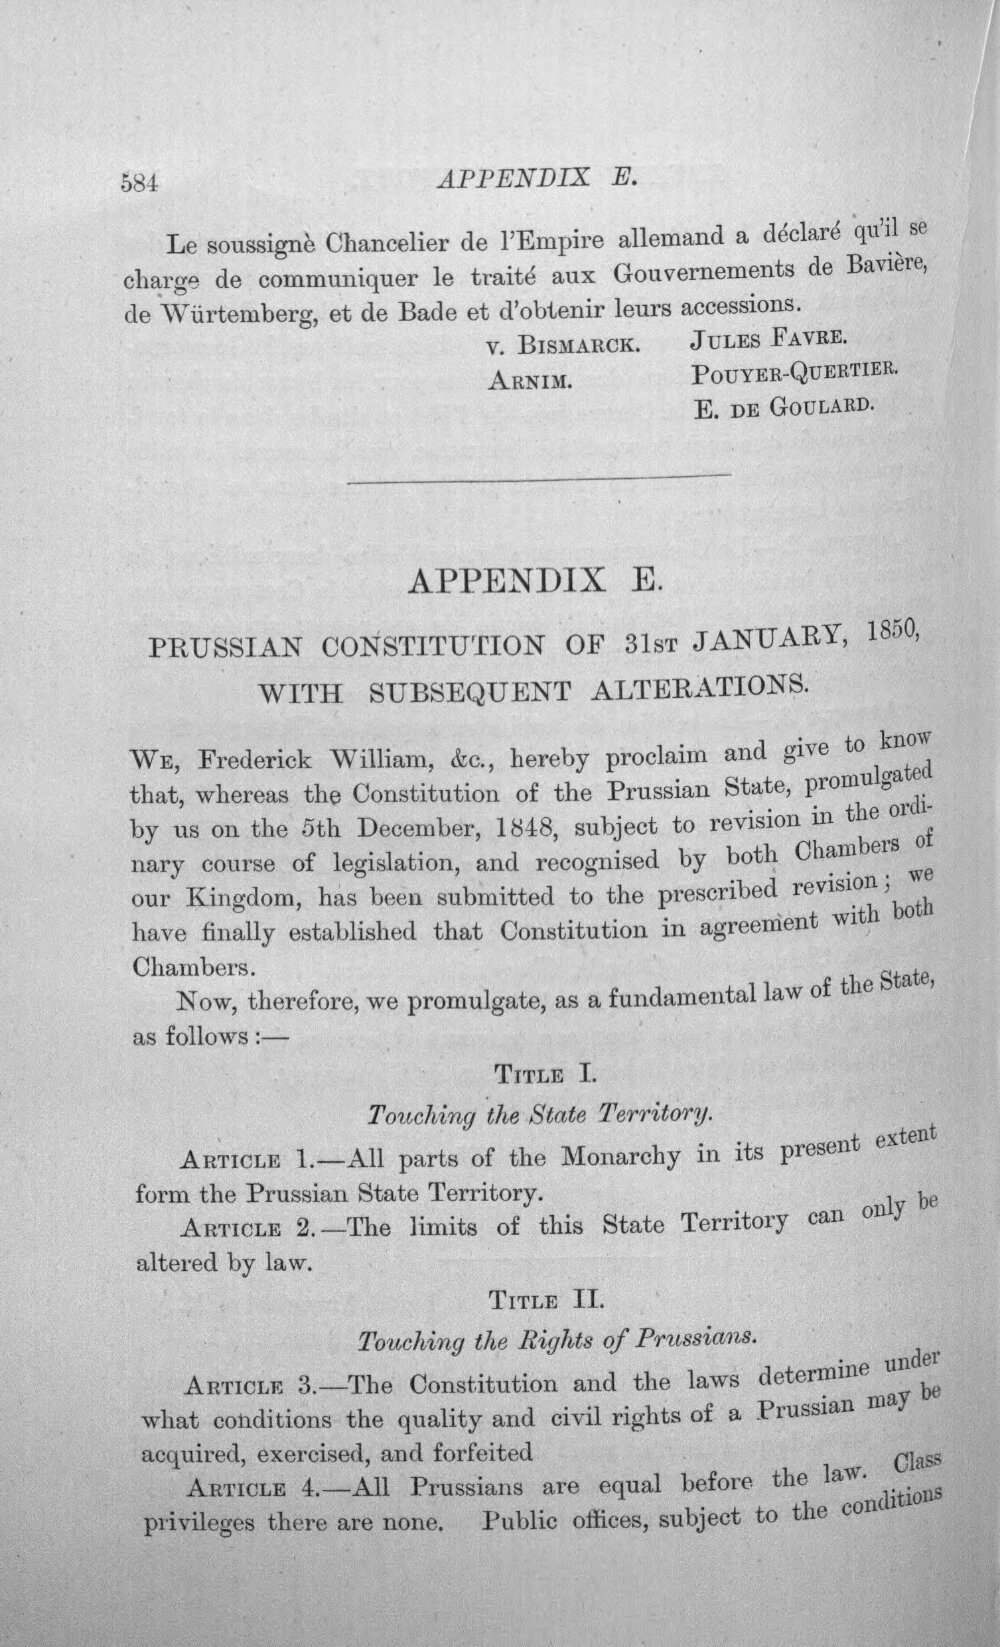 584
APPENDIX E.
Le soussignè Chancelier de l'Empire allemand a déclaré qu'il se
charge de communiquer le traité aux Gouvernements de Bavière,
de Würtemberg, et de Bade et d'obtenir leurs accessions.
V. BISMARCK. JULES FAVRE.
ARNIM. POUYER-QUERTIER.
E. DE GOULARD.
APPENDIX E.
PRUSSIAN CONSTITUTION OF 31ST JANUARY, 1850,
WITH SUBSEQUENT ALTERATIONS.
WE, Frederick William, &c., hereby proclaim and give to know
that, whereas the Constitution of the Prussian State, promulgated
by us on the 5th December, 1848, subject to revision in the ordi-
nary course of legislation, and recognised by both Chambers of
our Kingdom, has been submitted to the prescribed revision; we
have finally established that Constitution in agreement with both
Chambers.
Now, therefore, we promulgate, as a fundamental law of the State,
as follows:—
TITLE I.
Touching the State Territory.
ARTICLE 1.—All parts of the Monarchy in its present extent
form the Prussian State Territory.
ARTICLE 2.—The limits of this State Territory can only be
altered by law.
TITLE II.
Touching the Rights of Prussians.
ARTICLE 3.—The Constitution and the laws determine under
what conditions the quality and civil rights of a Prussian may be
acquired, exercised, and forfeited
ARTICLE 4.—All Prussians are equal before the law. Class
privileges there are none. Public offices, subject to the conditions